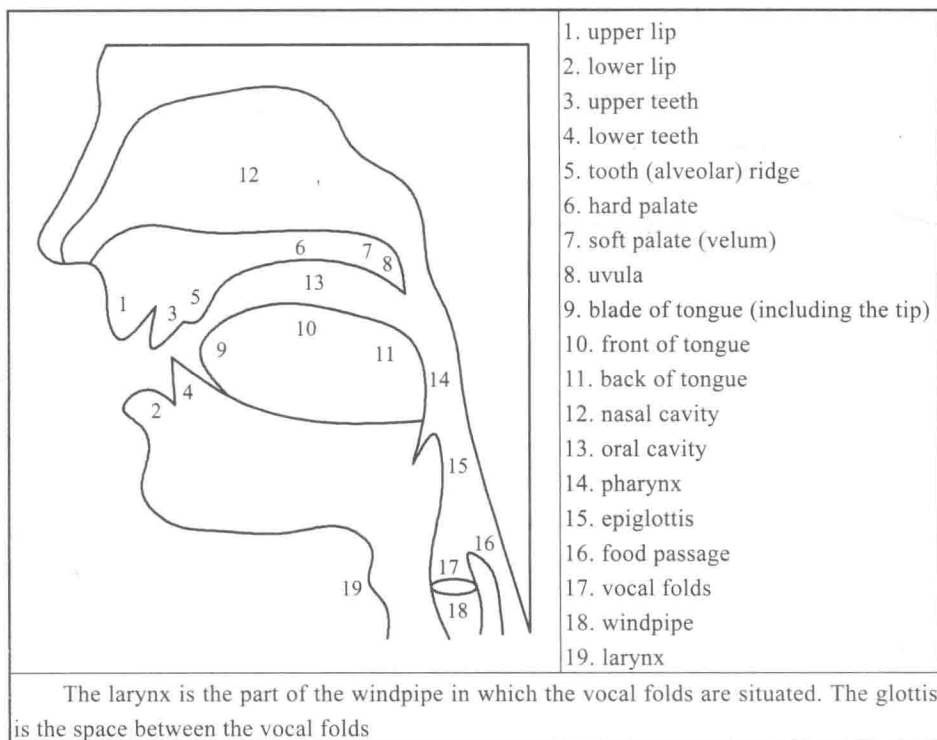 1. upper lip
2. lower lip
3. upper teeth
4. lower teeth
5. tooth (alveolar) ridge
6. hard palate
7. soft palate (velum)
8. uvula
9. blade of tongue (including the tip)
10. front of tongue
11. back of tongue
12. nasal cavity
13. oral cavity
14. pharynx
15. epiglottis
16. food passage
17. vocal folds
18. windpipe
19. larynx
12
6
7
8
13
5
1
3
10
9
11
14
4
2
15
16
17
19
18
The larynx is the part of the windpipe in which the vocal folds are situated. The glottis
is the space between the vocal folds